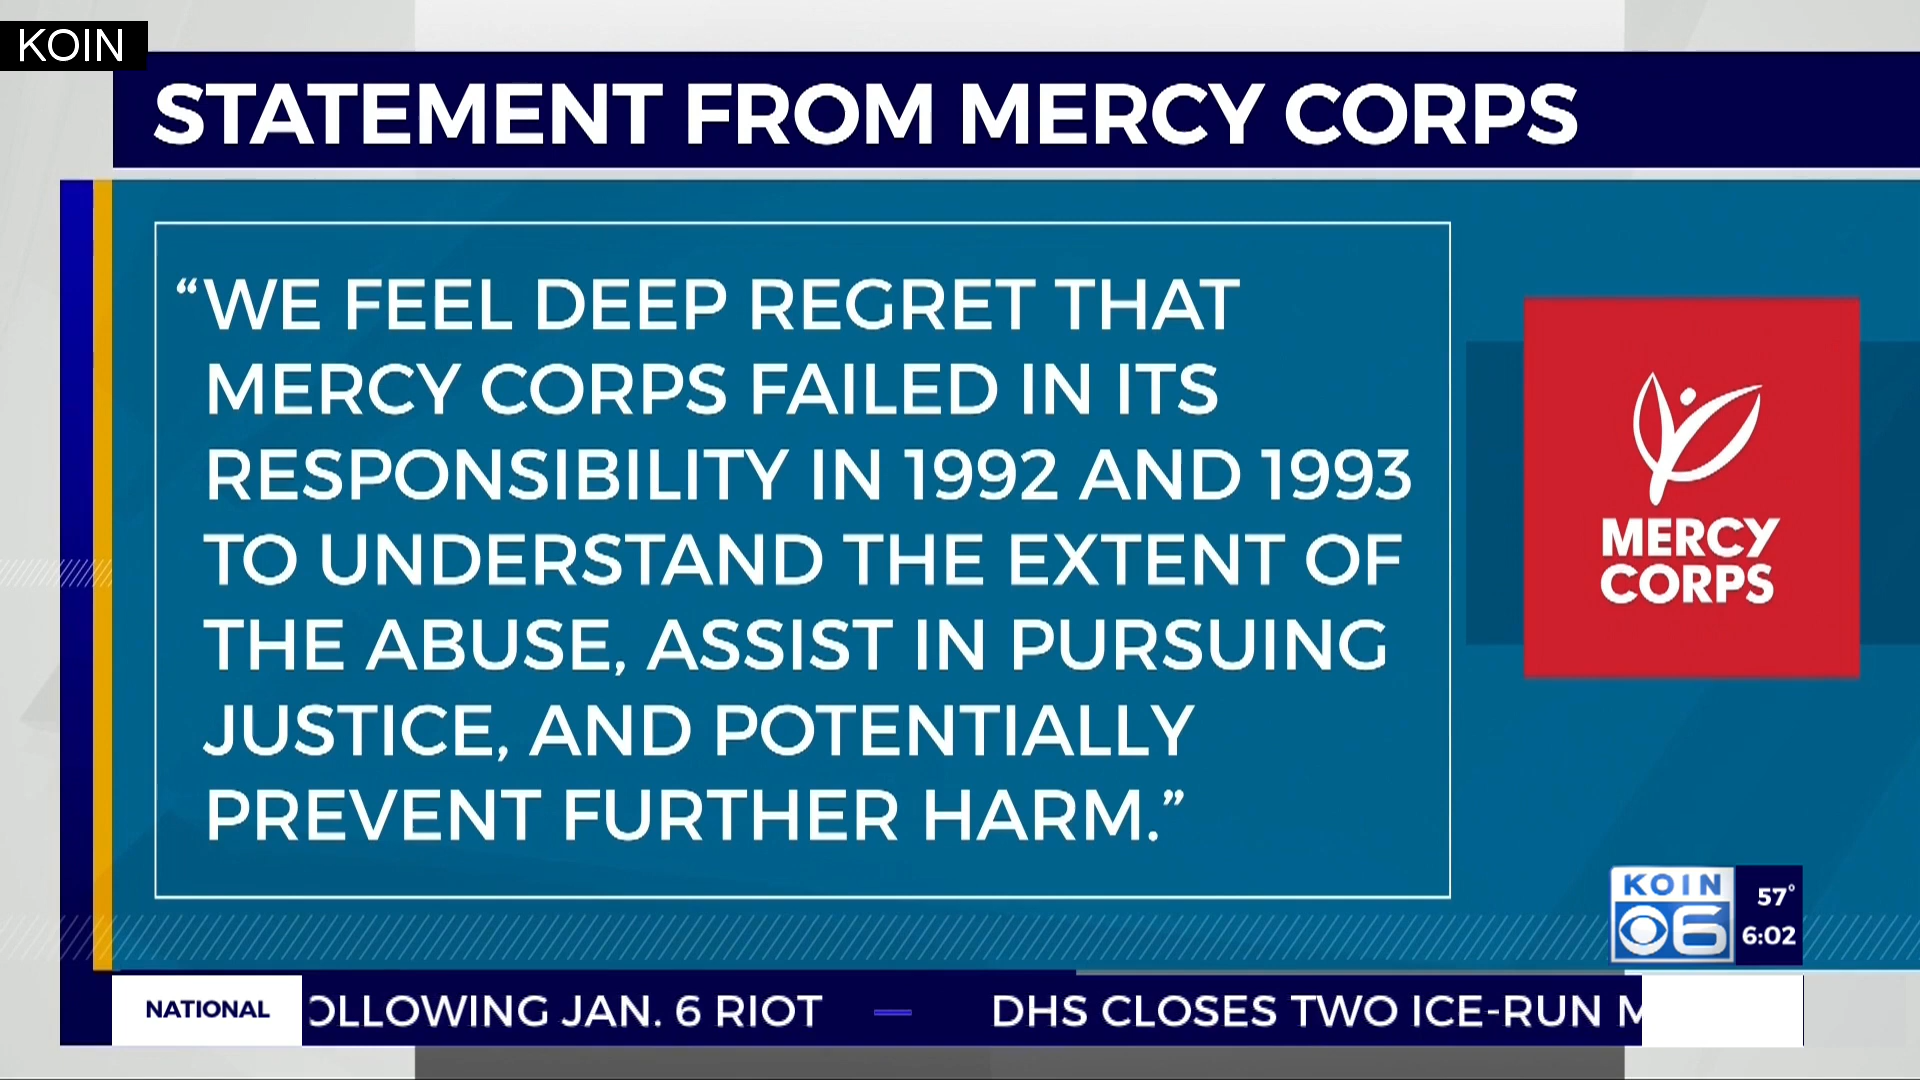 KOIN
STATEMENT FROM MERCY CORPS
“WE FEEL DEEP REGRET THAT
MERCY CORPS FAILED IN ITS
RESPONSIBILITY IN 1992 AND 1993
TO UNDERSTAND THE EXTENT OF
THE ABUSE, ASSIST IN PURSUING
JUSTICE, AND POTENTIALLY
PREVENT FURTHER HARM.”
MERCY
CORPS
KOIN
6
57°
6:02
NATIONAL
OLLOWING JAN. 6 RIOT — DHS CLOSES TWO ICE-RUN